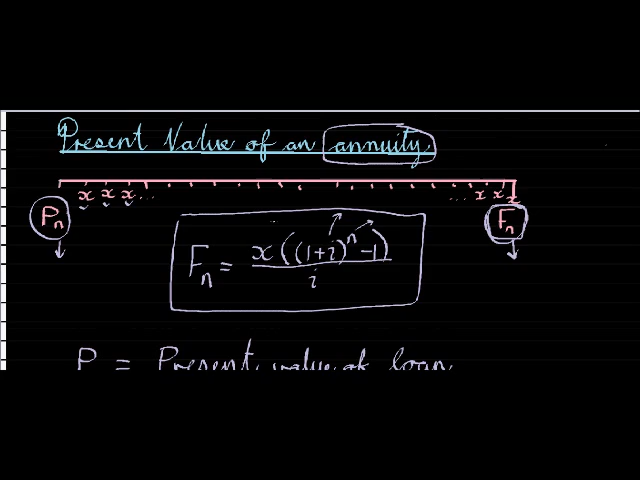 Present Value of an annuity
x x x ... ... x x x
Pn Fn
Fn = x((1+i)^n -1) / i
P = Present value of loan